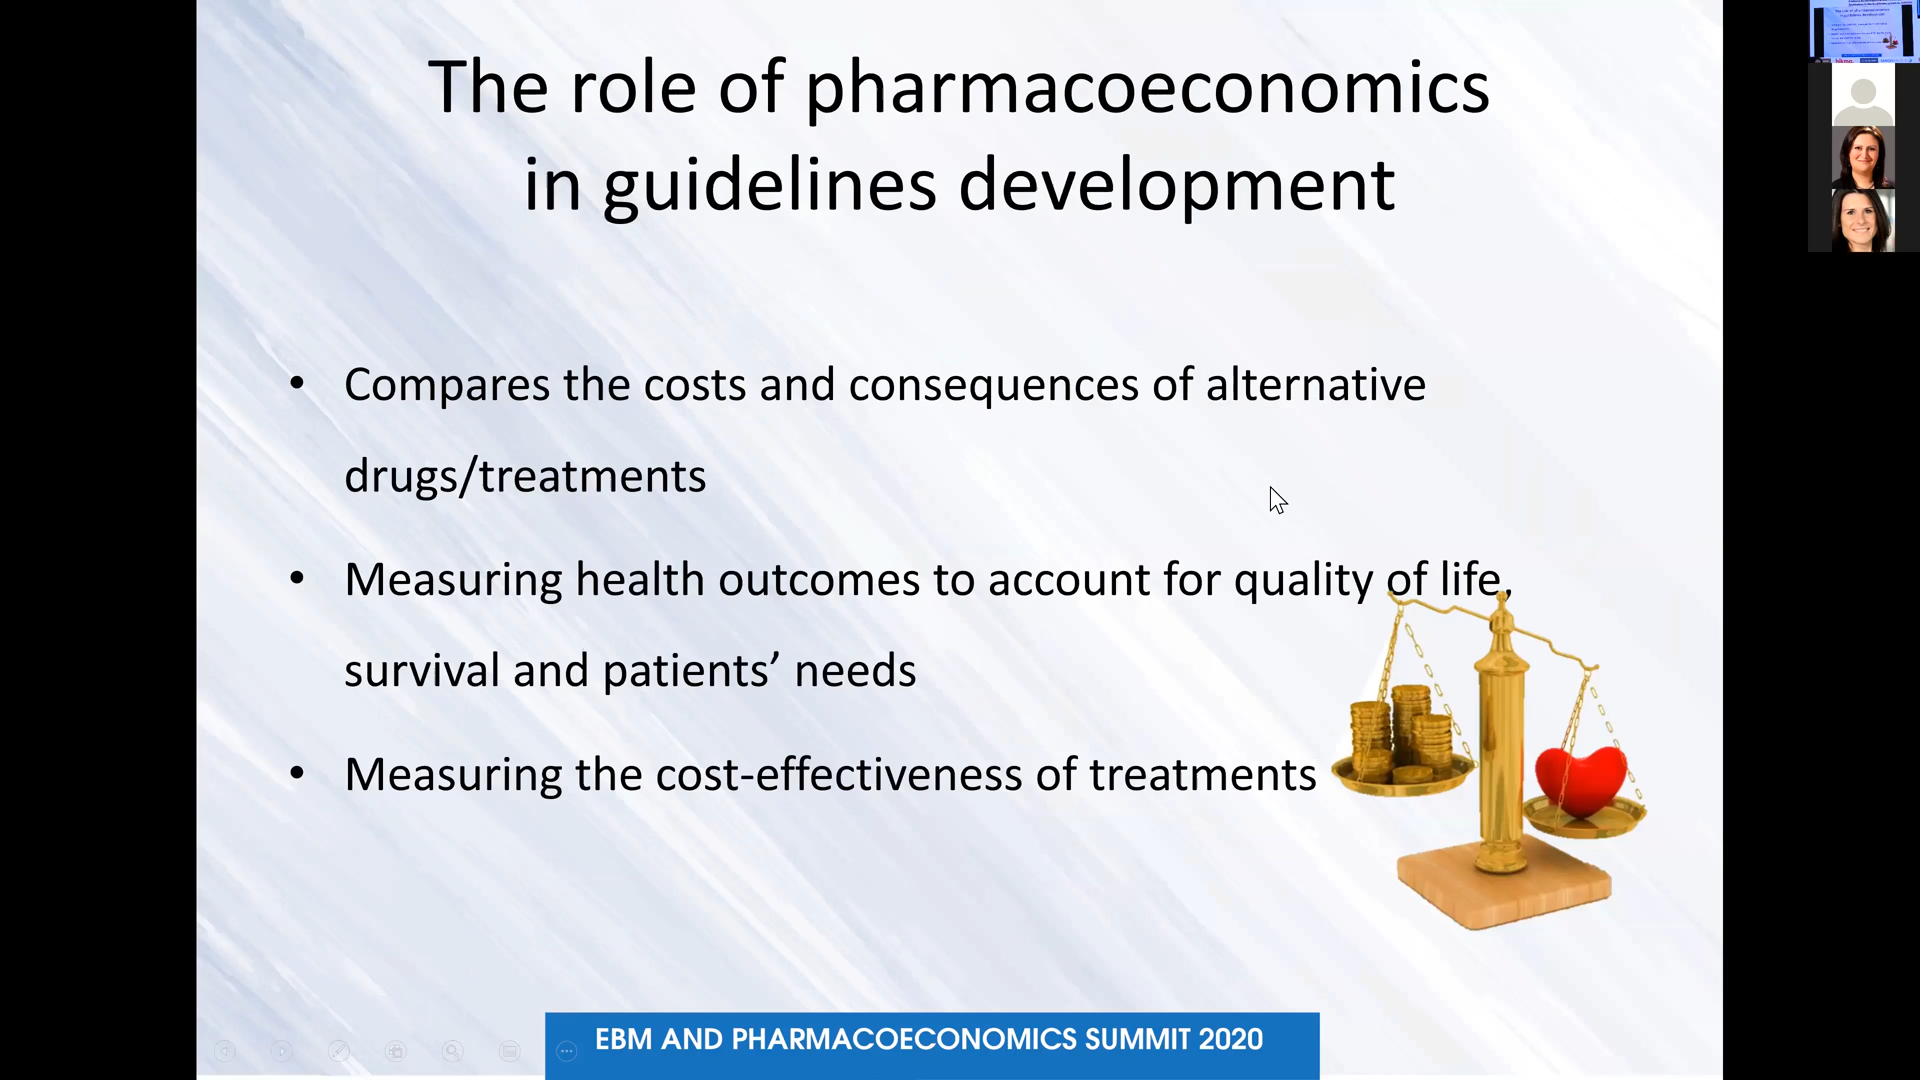 The role of pharmacoeconomics
in guidelines development
• Compares the costs and consequences of alternative
drugs/treatments
• Measuring health outcomes to account for quality of life,
survival and patients’ needs
• Measuring the cost-effectiveness of treatments
EBM AND PHARMACOECONOMICS SUMMIT 2020